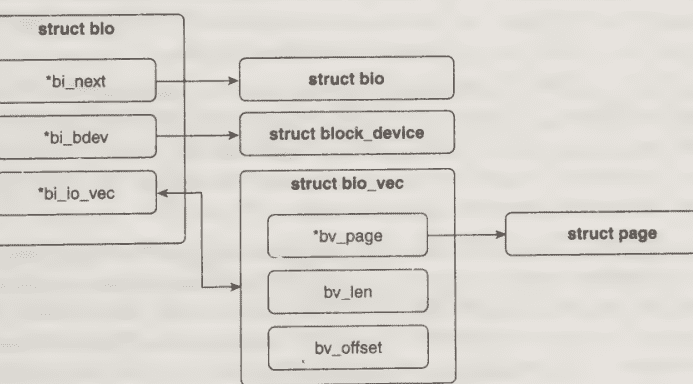 struct bio
*bi_next
struct bio
*bi_bdev
struct block_device
*bi_io_vec
struct bio_vec
*bv_page
struct page
bv_len
bv_offset